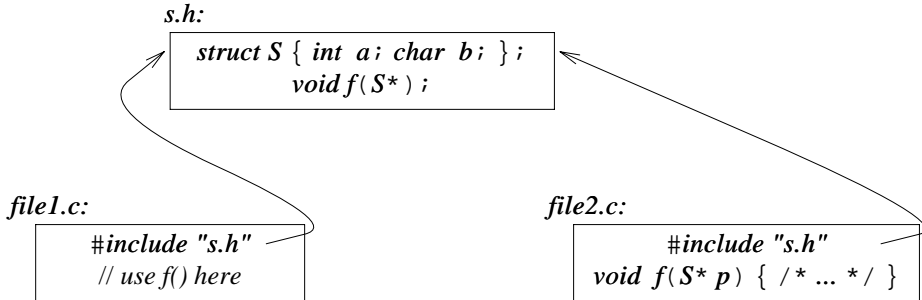 s.h:
struct S { int a; char b; };
void f(S*);
file1.c:
#include "s.h"
// use f() here
file2.c:
#include "s.h"
void f(S* p) { /* ... */ }